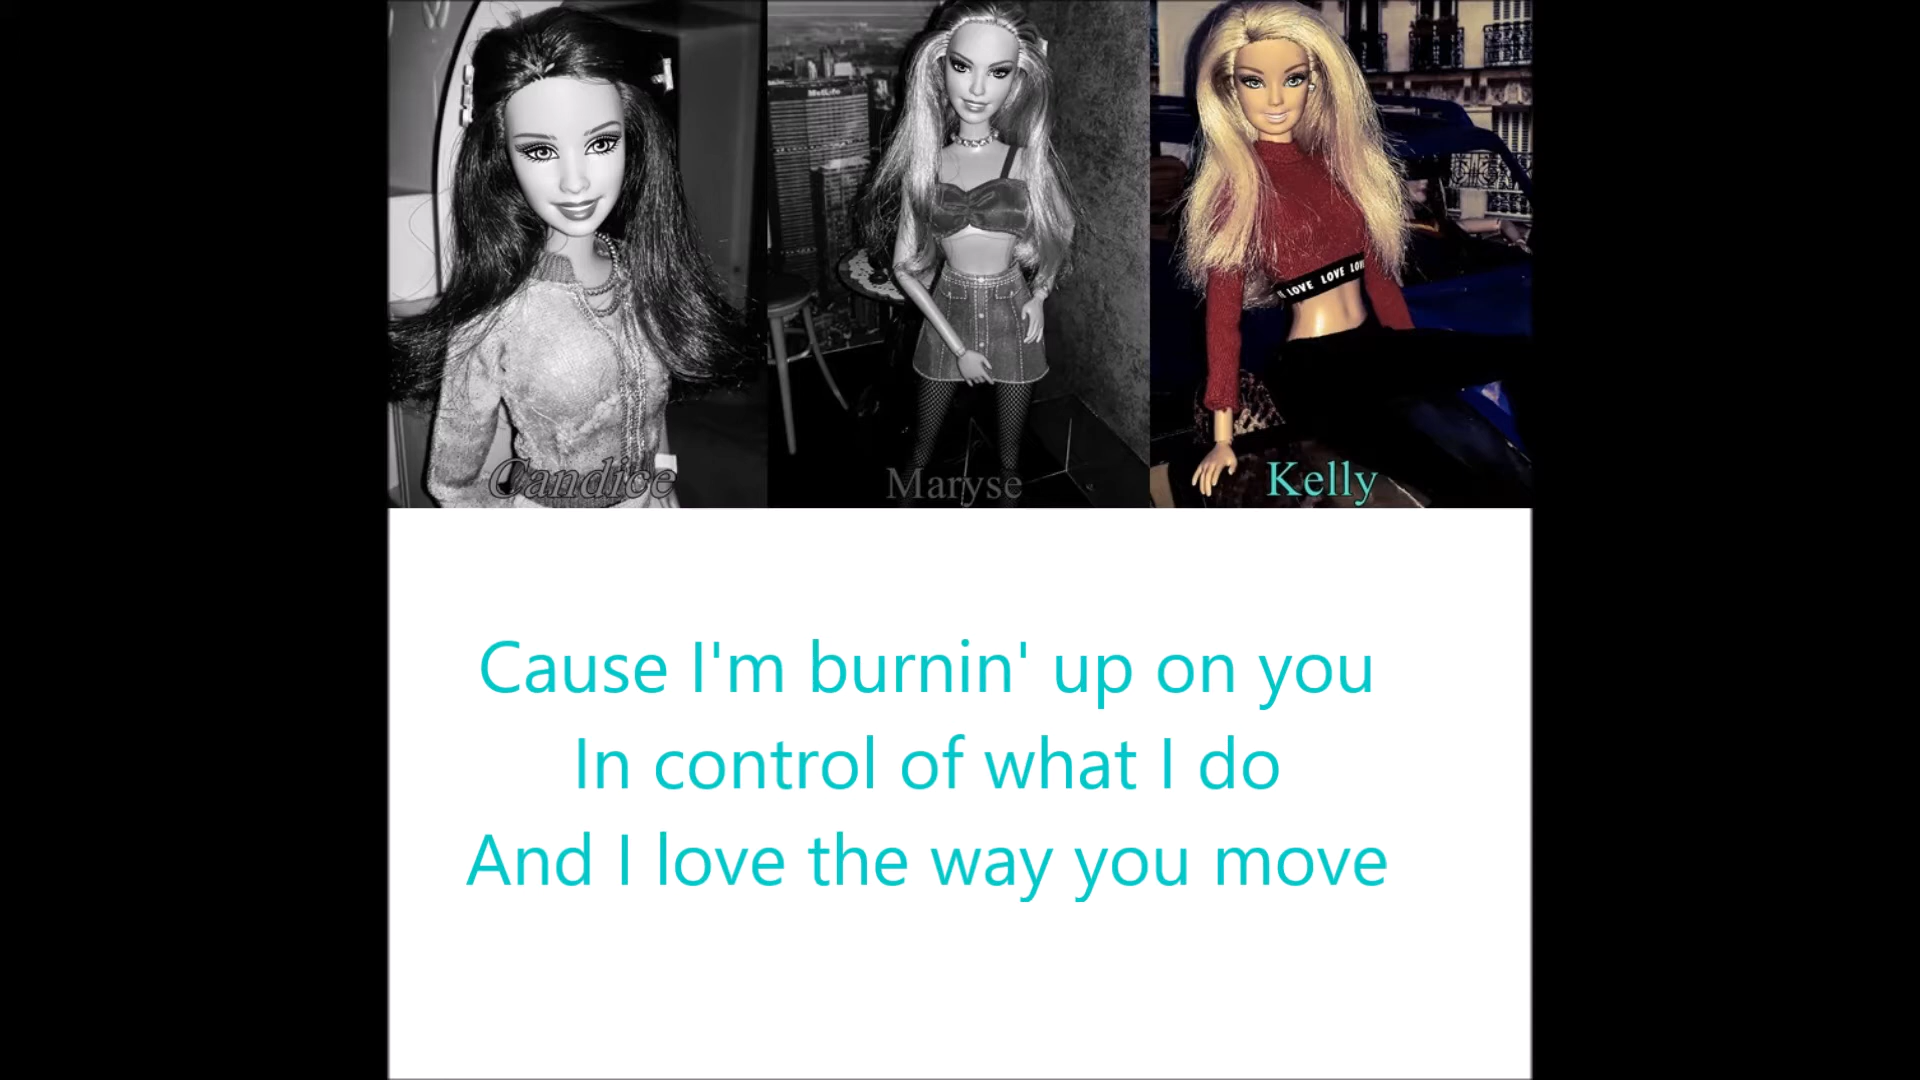 MetLife
LOVE LOVE
Candice
Maryse
Kelly
Cause I'm burnin' up on you
In control of what I do
And I love the way you move